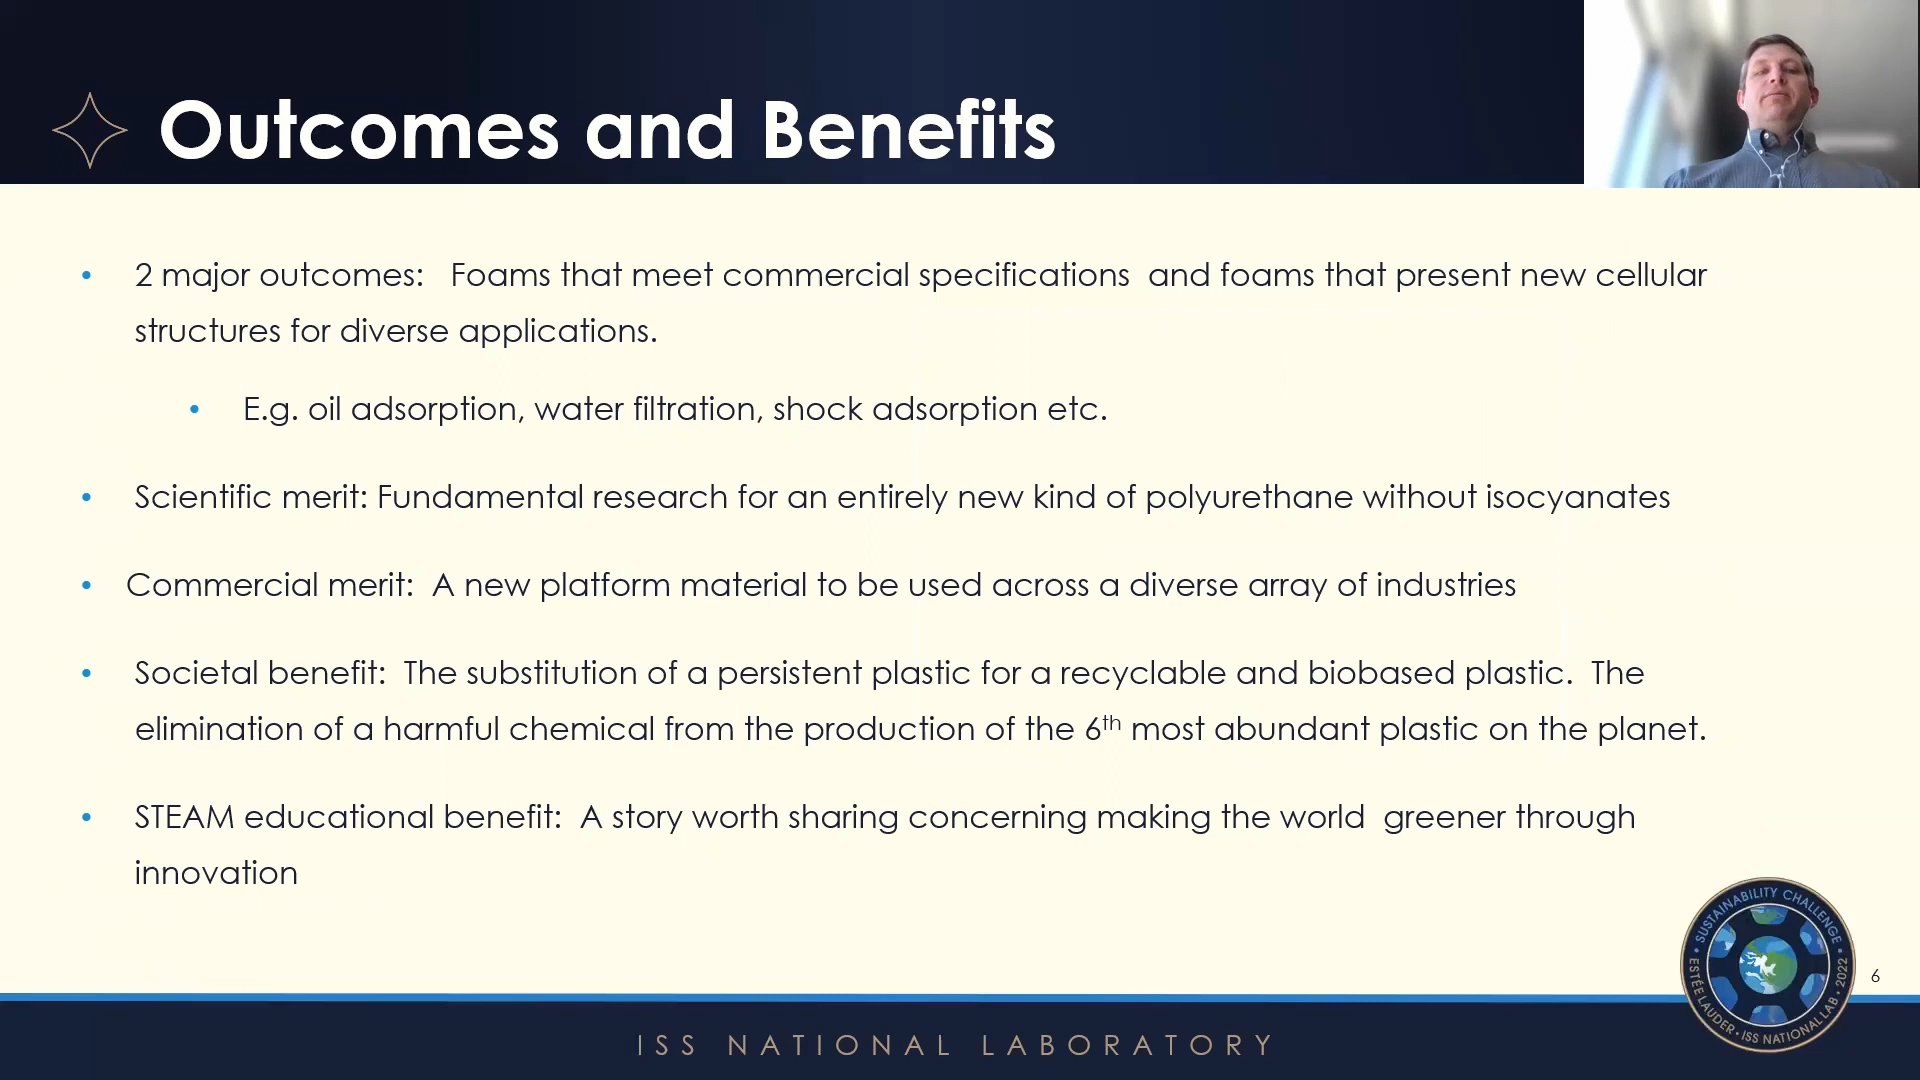 Outcomes and Benefits
• 2 major outcomes: Foams that meet commercial specifications and foams that present new cellular
structures for diverse applications.
• E.g. oil adsorption, water filtration, shock adsorption etc.
• Scientific merit: Fundamental research for an entirely new kind of polyurethane without isocyanates
• Commercial merit: A new platform material to be used across a diverse array of industries
• Societal benefit: The substitution of a persistent plastic for a recyclable and biobased plastic. The
elimination of a harmful chemical from the production of the 6th most abundant plastic on the planet.
• STEAM educational benefit: A story worth sharing concerning making the world greener through
innovation
• SUSTAINABILITY CHALLENGE •
ESTÉE LAUDER • ISS NATIONAL LAB • 2022
6
ISS NATIONAL LABORATORY